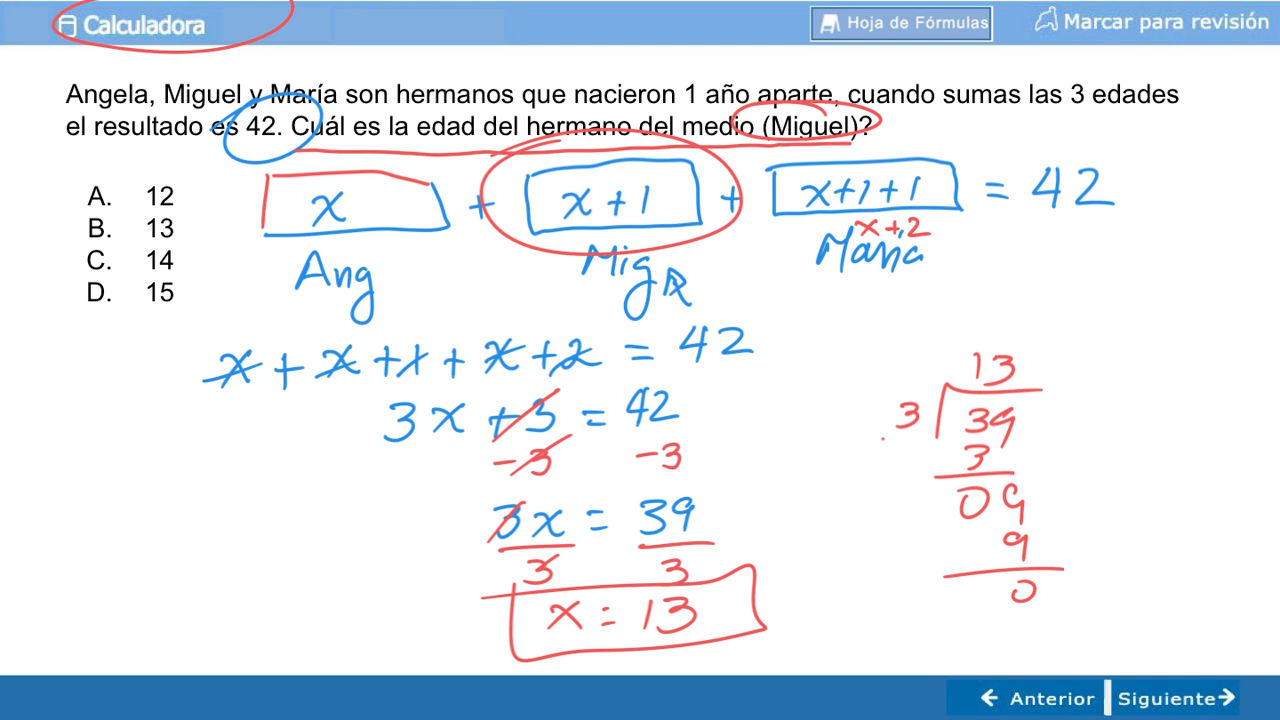 Calculadora
Hoja de Fórmulas
Marcar para revisión
Angela, Miguel y María son hermanos que nacieron 1 año aparte, cuando sumas las 3 edades
el resultado es 42. Cuál es la edad del hermano del medio (Miguel)?
A. 12
B. 13
C. 14
D. 15
x + x+1 + x+1+1 = 42
x+2
Ang Mig Maria
x + x + 1 + x + 2 = 42
3x +3 = 42
-3 -3
3x = 39
3 3
x = 13
13
3 39
3
09
9
0
Anterior Siguiente